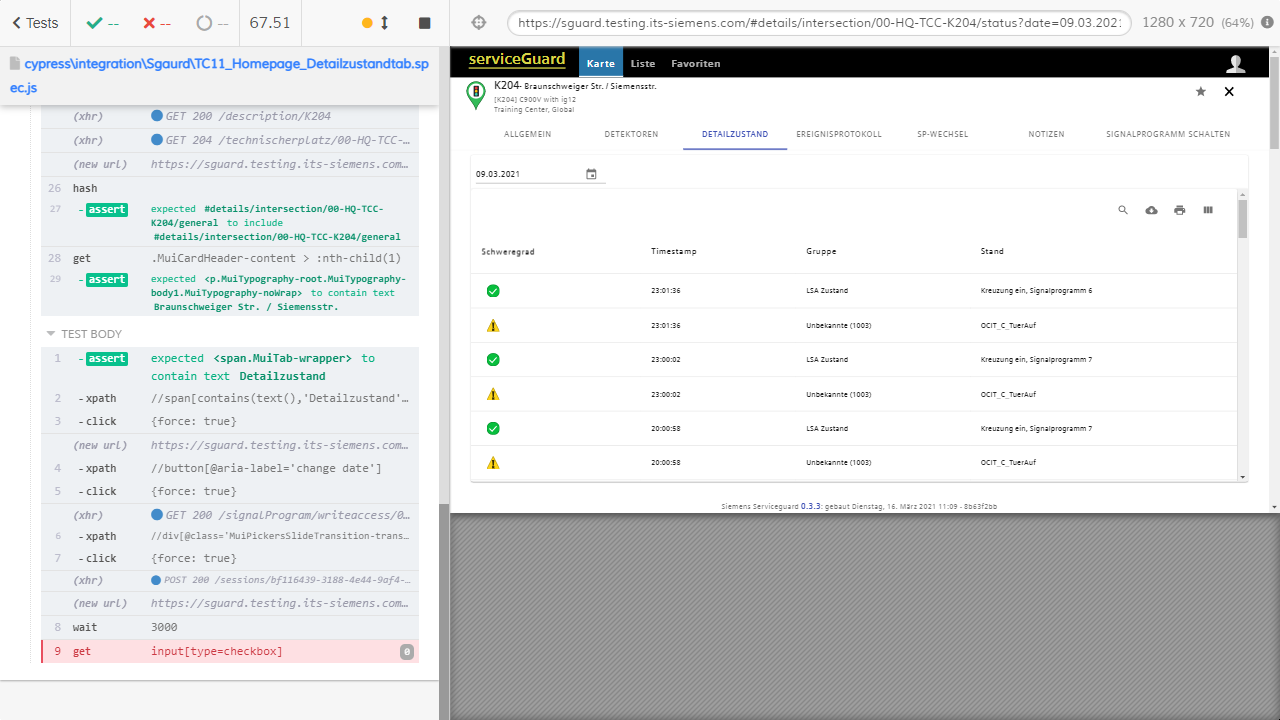 Tests
--
--
--
67.51
https://sguard.testing.its-siemens.com/#details/intersection/00-HQ-TCC-K204/status?date=09.03.2021
1280 x 720 (64%)
cypress\integration\Sgaurd\TC11_Homepage_Detailzustandtab.sp
ec.js
(xhr) GET 200 /description/K204
(xhr) GET 204 /technischerplatz/00-HQ-TCC-...
(new url) https://sguard.testing.its-siemens.com...
26 hash
27 - assert expected #details/intersection/00-HQ-TCC-
K204/general to include
#details/intersection/00-HQ-TCC-K204/general
28 get .MuiCardHeader-content > :nth-child(1)
29 - assert expected <p.MuiTypography-root.MuiTypography-
body1.MuiTypography-noWrap> to contain text
Braunschweiger Str. / Siemensstr.
TEST BODY
1 - assert expected <span.MuiTab-wrapper> to
contain text Detailzustand
2 - xpath //span[contains(text(),'Detailzustand'...
3 - click {force: true}
(new url) https://sguard.testing.its-siemens.com...
4 - xpath //button[@aria-label='change date']
5 - click {force: true}
(xhr) GET 200 /signalProgram/writeaccess/0...
6 - xpath //div[@class='MuiPickersSlideTransition-trans...
7 - click {force: true}
(xhr) POST 200 /sessions/bf116439-3188-4e44-9af4-...
(new url) https://sguard.testing.its-siemens.com...
8 wait 3000
9 get input[type=checkbox] 0
serviceGuard Karte Liste Favoriten
K204- Braunschweiger Str. / Siemensstr.
[K204] C900V with ig12
Training Center, Global
ALLGEMEIN DETEKTOREN DETAILZUSTAND EREIGNISPROTOKOLL SP-WECHSEL NOTIZEN SIGNALPROGRAMM SCHALTEN
09.03.2021
Schweregrad Timestamp Gruppe Stand
23:01:36 LSA Zustand Kreuzung ein, Signalprogramm 6
23:01:36 Unbekannte (1003) OCIT_C_TuerAuf
23:00:02 LSA Zustand Kreuzung ein, Signalprogramm 7
23:00:02 Unbekannte (1003) OCIT_C_TuerAuf
20:00:58 LSA Zustand Kreuzung ein, Signalprogramm 7
20:00:58 Unbekannte (1003) OCIT_C_TuerAuf
Siemens Serviceguard 0.3.3: gebaut Dienstag, 16. März 2021 11:09 - 8b63f2bb